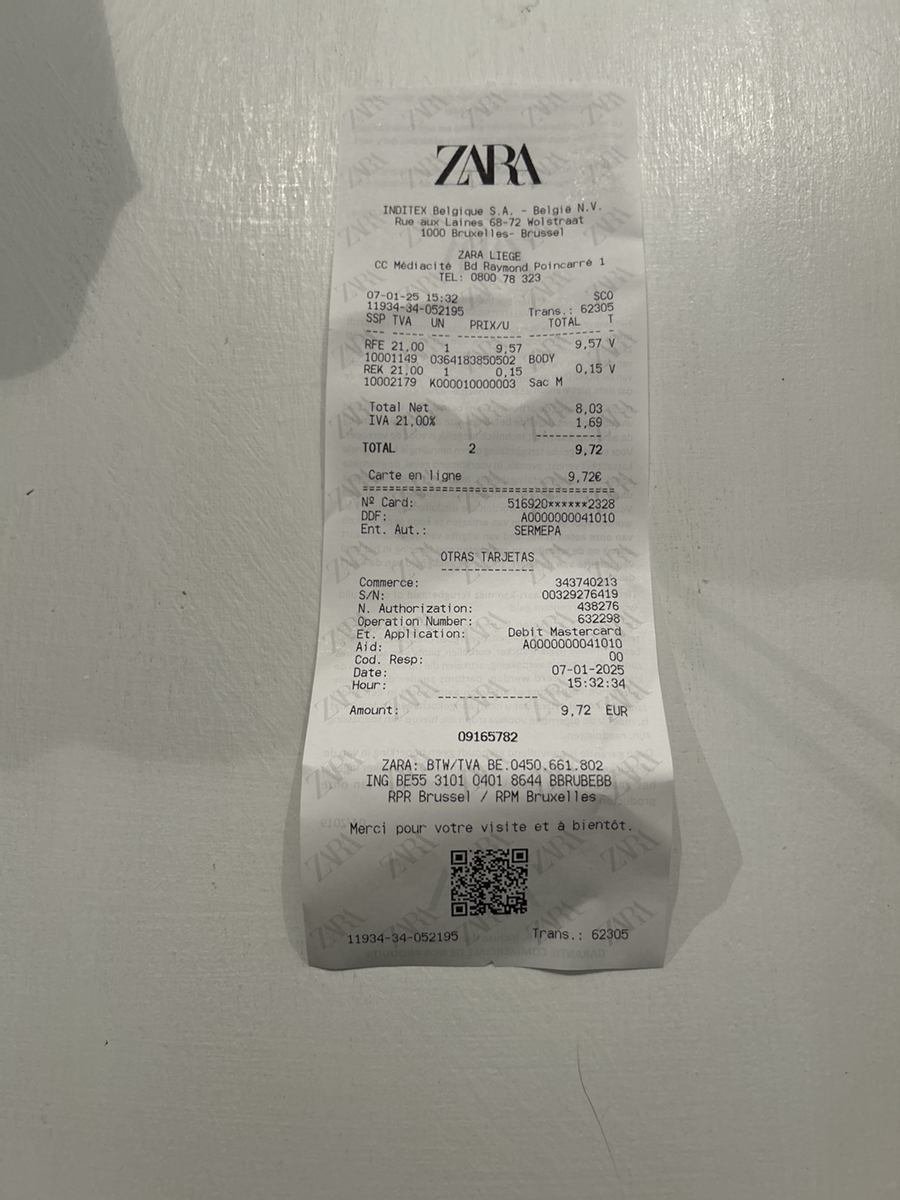 ZARA
INDITEX Belgique S.A. - België N.V.
Rue aux Laines 68-72 Wolstraat
1000 Bruxelles- Brussel
ZARA LIEGE
CC Médiacité Bd Raymond Poincarré 1
TEL: 0800 78 323
07-01-25 15:32 SCO
11934-34-052195 Trans.: 62305
SSP TVA UN PRIX/U TOTAL T
RFE 21,00 1 9,57 9,57 V
10001149 0364183850502 BODY
REK 21,00 1 0,15 0,15 V
10002179 K000010000003 Sac M
Total Net 8,03
IVA 21,00% 1,69
TOTAL 2 9,72
Carte en ligne 9,72€
Nº Card: 516920******2328
DDF: A0000000041010
Ent. Aut.: SERMEPA
OTRAS TARJETAS
Commerce: 343740213
S/N: 00329276419
N. Authorization: 438276
Operation Number: 632298
Et. Application: Debit Mastercard
Aid: A0000000041010
Cod. Resp: 00
Date: 07-01-2025
Hour: 15:32:34
Amount: 9,72 EUR
09165782
ZARA: BTW/TVA BE.0450.661.802
ING BE55 3101 0401 8644 BBRUBEBB
RPR Brussel / RPM Bruxelles
Merci pour votre visite et à bientôt.
11934-34-052195 Trans.: 62305